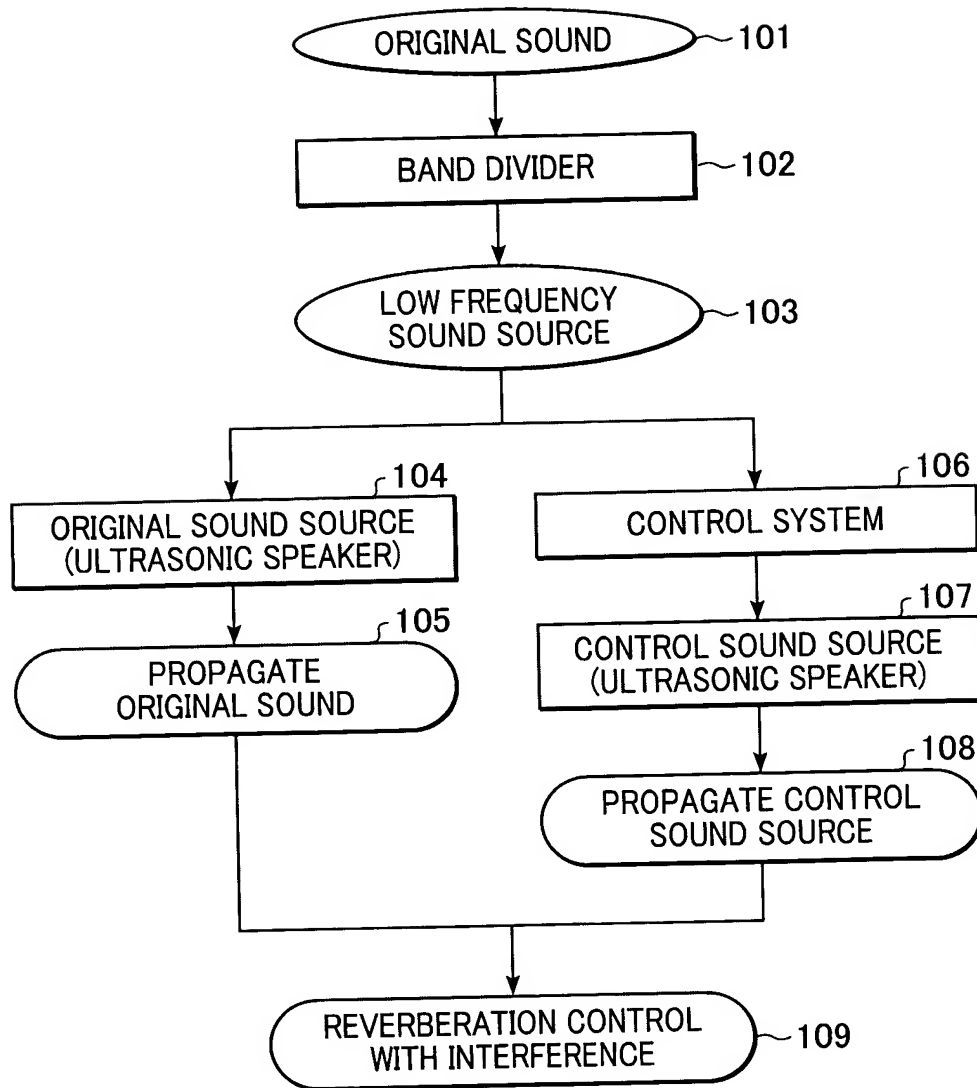 ORIGINAL SOUND
101
BAND DIVIDER
102
LOW FREQUENCY
SOUND SOURCE
103
104
ORIGINAL SOUND SOURCE
(ULTRASONIC SPEAKER)
105
PROPAGATE
ORIGINAL SOUND
106
CONTROL SYSTEM
107
CONTROL SOUND SOURCE
(ULTRASONIC SPEAKER)
108
PROPAGATE CONTROL
SOUND SOURCE
REVERBERATION CONTROL
WITH INTERFERENCE
109